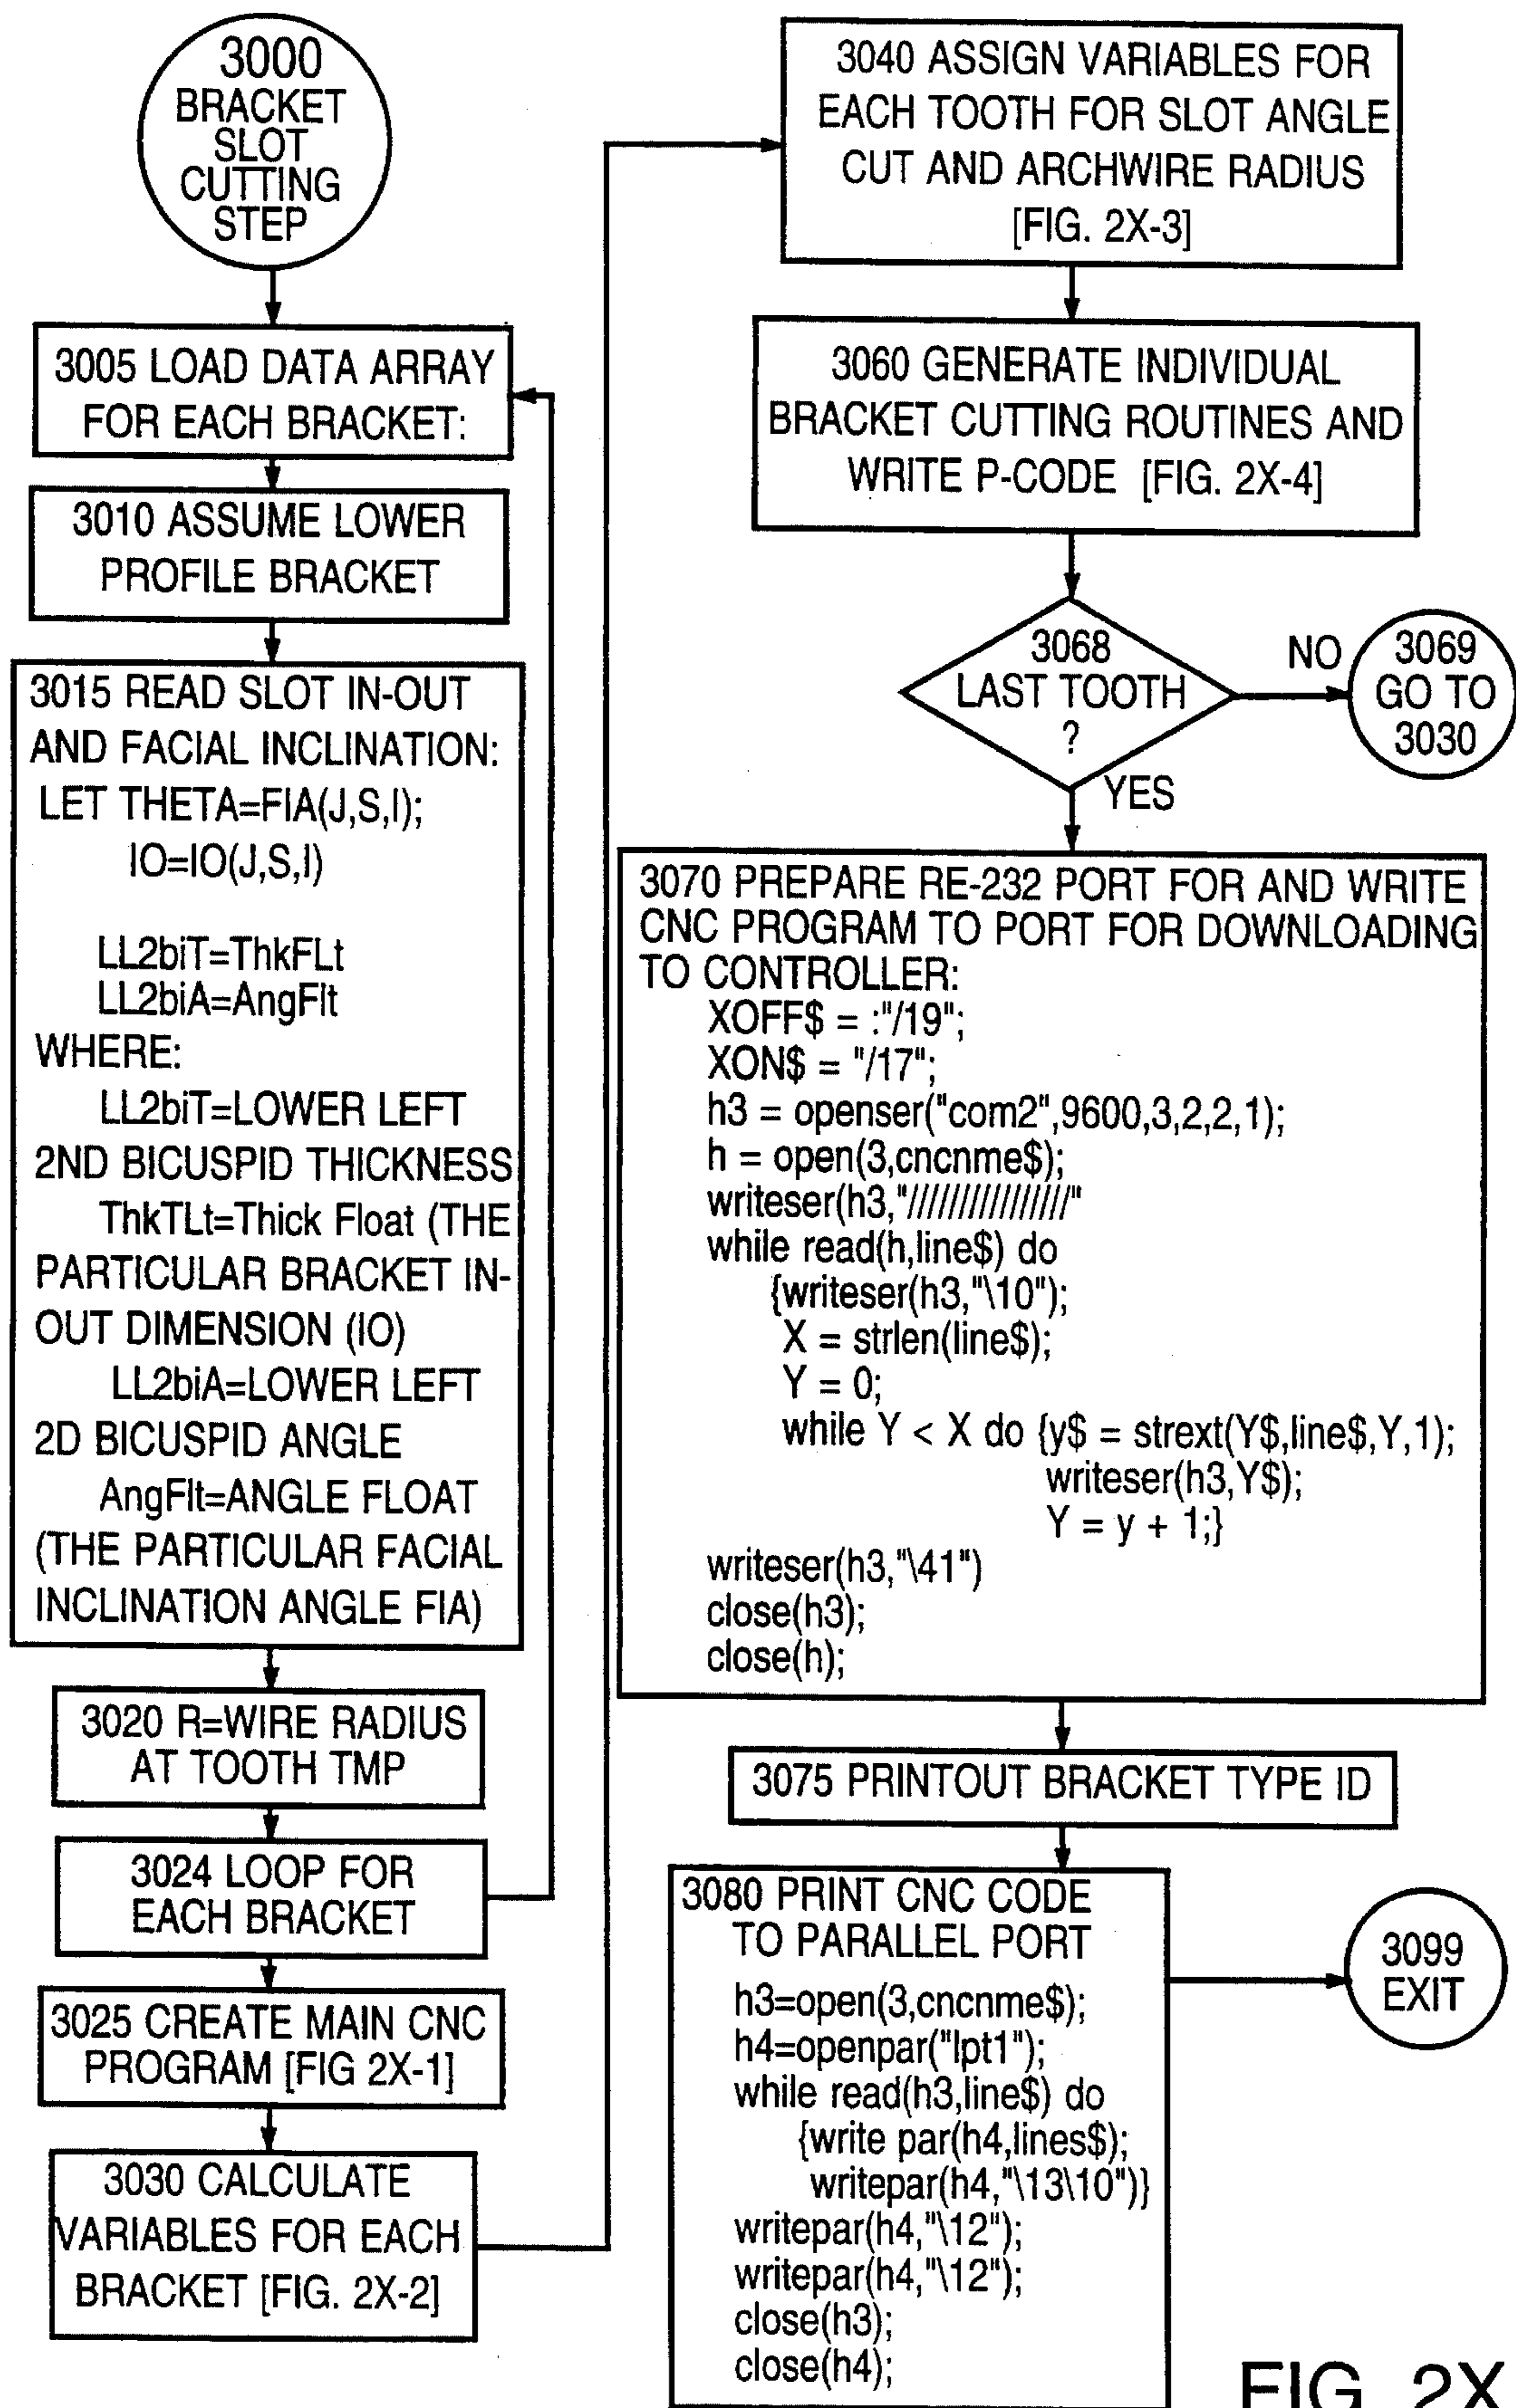 3000
BRACKET
SLOT
CUTTING
STEP
3005 LOAD DATA ARRAY
FOR EACH BRACKET:
3010 ASSUME LOWER
PROFILE BRACKET
3015 READ SLOT IN-OUT
AND FACIAL INCLINATION:
LET THETA=FIA(J,S,I);
IO=IO(J,S,I)
LL2biT=ThkFLt
LL2biA=AngFlt
WHERE:
LL2biT=LOWER LEFT
2ND BICUSPID THICKNESS
ThkTLt=Thick Float (THE
PARTICULAR BRACKET IN-
OUT DIMENSION (IO)
LL2biA=LOWER LEFT
2D BICUSPID ANGLE
AngFlt=ANGLE FLOAT
(THE PARTICULAR FACIAL
INCLINATION ANGLE FIA)
3020 R=WIRE RADIUS
AT TOOTH TMP
3024 LOOP FOR
EACH BRACKET
3025 CREATE MAIN CNC
PROGRAM [FIG 2X-1]
3030 CALCULATE
VARIABLES FOR EACH
BRACKET [FIG. 2X-2]
3040 ASSIGN VARIABLES FOR
EACH TOOTH FOR SLOT ANGLE
CUT AND ARCHWIRE RADIUS
[FIG. 2X-3]
3060 GENERATE INDIVIDUAL
BRACKET CUTTING ROUTINES AND
WRITE P-CODE [FIG. 2X-4]
3068
LAST TOOTH
?
NO
3069
GO TO
3030
YES
3070 PREPARE RE-232 PORT FOR AND WRITE
CNC PROGRAM TO PORT FOR DOWNLOADING
TO CONTROLLER:
XOFF$ = :"/19";
XON$ = "/17";
h3 = openser("com2",9600,3,2,2,1);
h = open(3,cncnme$);
writeser(h3,"////////////////"
while read(h,line$) do
{writeser(h3,"\10");
X = strlen(line$);
Y = 0;
while Y < X do {y$ = strext(Y$,line$,Y,1);
writeser(h3,Y$);
Y = y + 1;}
writeser(h3,"\41")
close(h3);
close(h);
3075 PRINTOUT BRACKET TYPE ID
3080 PRINT CNC CODE
TO PARALLEL PORT
h3=open(3,cncnme$);
h4=openpar("lpt1");
while read(h3,line$) do
{write par(h4,lines$);
writepar(h4,"\13\10")}
writepar(h4,"\12");
writepar(h4,"\12");
close(h3);
close(h4);
3099
EXIT
FIG. 2X